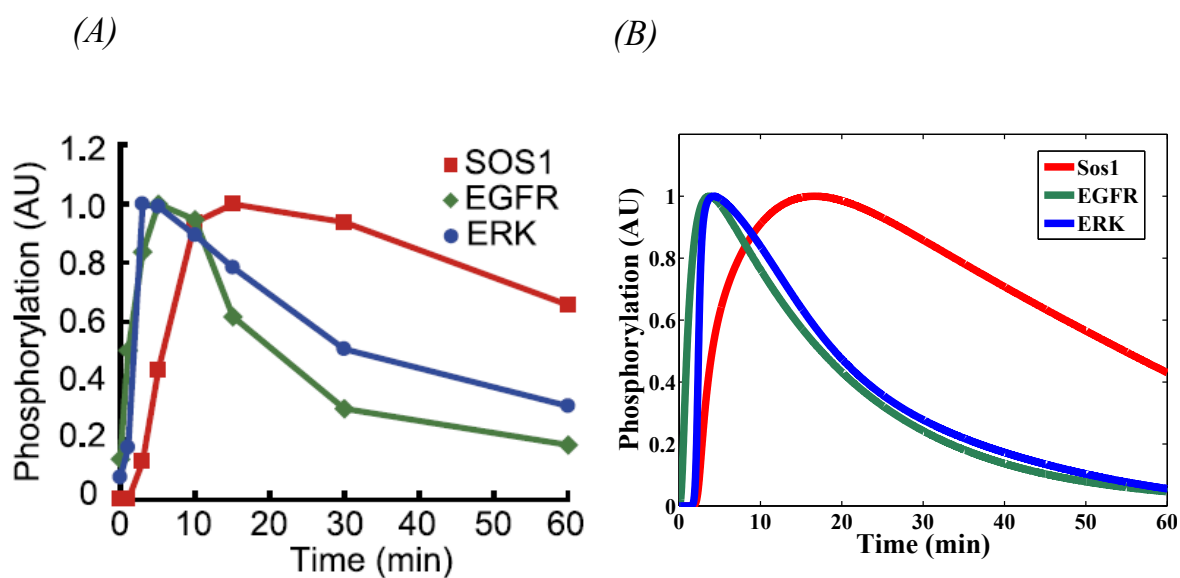 (A)
(B)
Phosphorylation (AU)
1.2
1.0
0.8
0.6
0.4
0.2
0
0 10 20 30 40 50 60
Time (min)
SOS1
EGFR
ERK
Phosphorylation (AU)
1
0.8
0.6
0.4
0.2
0
0 10 20 30 40 50 60
Time (min)
Sos1
EGFR
ERK